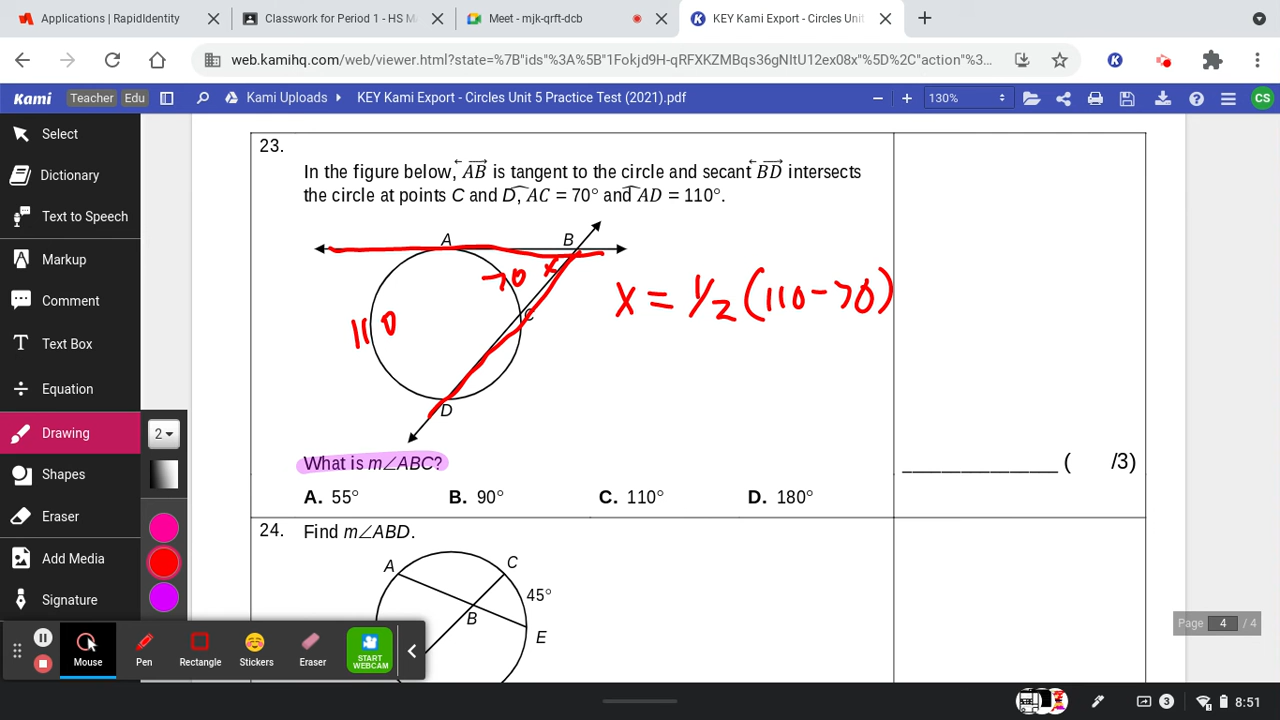 Applications | RapidIdentity
Classwork for Period 1 - HS M
Meet - mjk-qrft-dcb
KEY Kami Export - Circles Unit
web.kamihq.com/web/viewer.html?state=%7B"ids"%3A%5B"1Fokjd9H-qRFXKZMBqs36gNItU12ex08x"%5D%2C"action"%3...
Kami Teacher Edu Kami Uploads KEY Kami Export - Circles Unit 5 Practice Test (2021).pdf 130% CS
Select
Dictionary
Text to Speech
Markup
Comment
Text Box
Equation
Drawing
2
Shapes
Eraser
Add Media
Signature
23.
In the figure below, AB is tangent to the circle and secant BD intersects
the circle at points C and D, AC = 70° and AD = 110°.
A B
70 x
C
110
D
x = 1/2 (110-70)
What is m∠ABC?
A. 55° B. 90° C. 110° D. 180°
_______________ ( /3)
24. Find m∠ABD.
A C
45°
B
E
Page 4 / 4
Mouse Pen Rectangle Stickers Eraser START WEBCAM
3 8:51